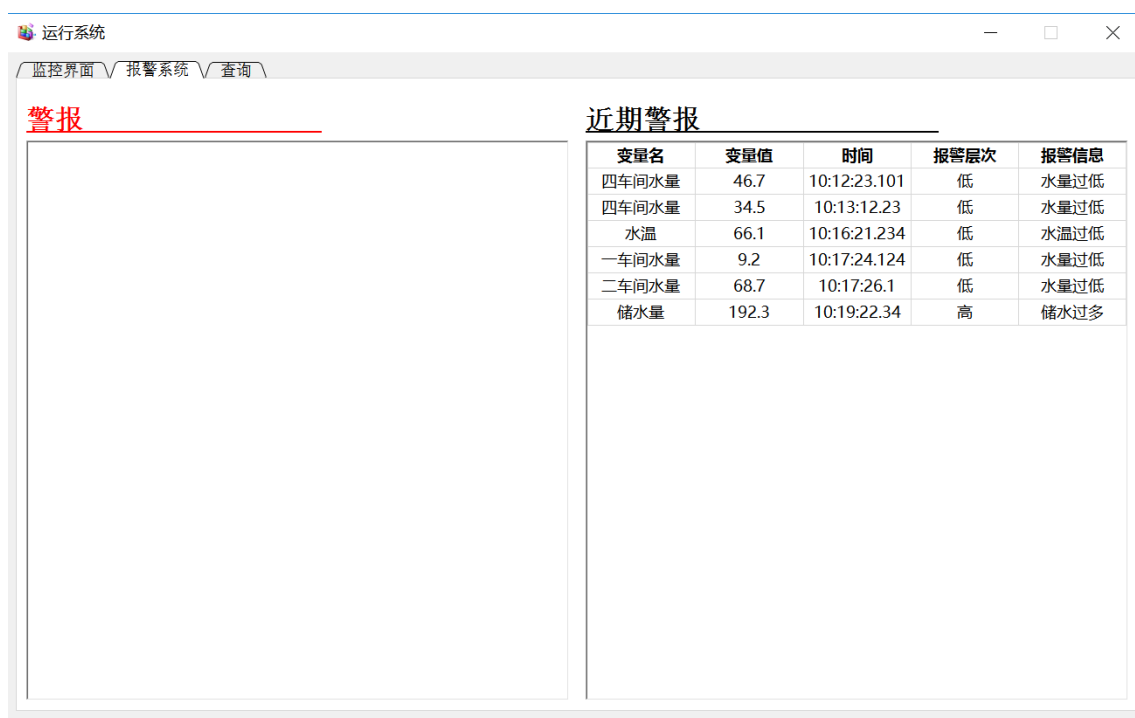 运行系统
监控界面 报警系统 查询
警报
近期警报
变量名 变量值 时间 报警层次 报警信息
四车间水量 46.7 10:12:23.101 低 水量过低
四车间水量 34.5 10:13:12.23 低 水量过低
水温 66.1 10:16:21.234 低 水温过低
一车间水量 9.2 10:17:24.124 低 水量过低
二车间水量 68.7 10:17:26.1 低 水量过低
储水量 192.3 10:19:22.34 高 储水过多